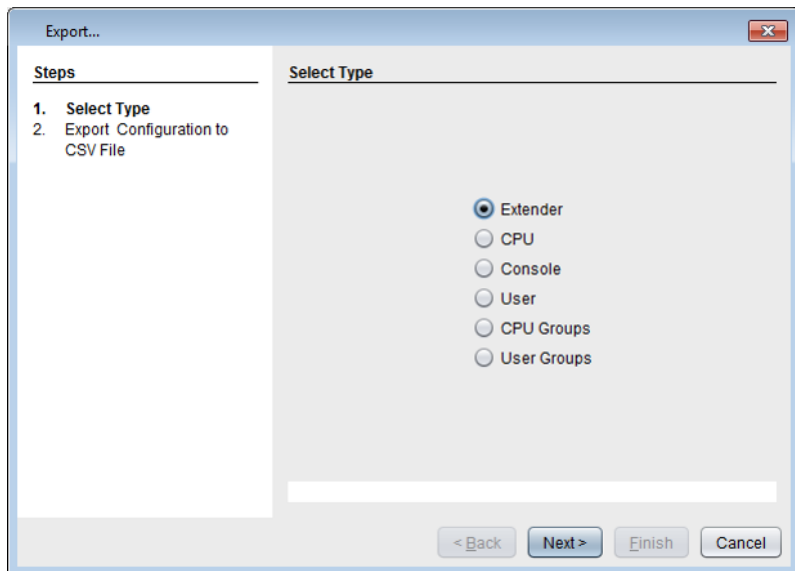 Export...
Steps
1. Select Type
2. Export Configuration to
CSV File
Select Type
Extender
CPU
Console
User
CPU Groups
User Groups
< Back
Next >
Finish
Cancel